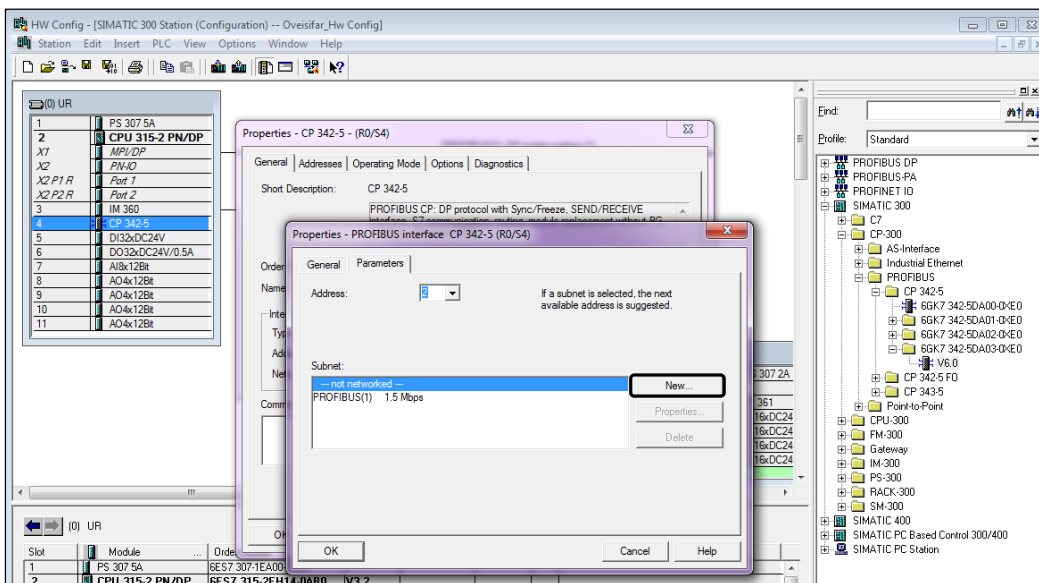 HW Config - [SIMATIC 300 Station (Configuration) -- Oveisifar_Hw Config]
Station Edit Insert PLC View Options Window Help
(0) UR
1 PS 307 5A
2 CPU 315-2 PN/DP
X1 MPI/DP
X2 PN-IO
X2 P1 R Port 1
X2 P2 R Port 2
3 IM 360
4 CP 342-5
5 DI32xDC24V
6 DO32xDC24V/0.5A
7 AI8x12Bit
8 AO4x12Bit
9 AO4x12Bit
10 AO4x12Bit
11 AO4x12Bit
Properties - CP 342-5 - (R0/S4)
General Addresses Operating Mode Options Diagnostics
Short Description: CP 342-5
PROFIBUS CP: DP protocol with Sync/Freeze, SEND/RECEIVE
interface, S7 communication, routing, module replacement without PG
Order
Name
Inte
Typ
Add
Net
Comm
OK
Properties - PROFIBUS interface CP 342-5 (R0/S4)
General Parameters
Address: 2
If a subnet is selected, the next
available address is suggested.
Subnet:
--- not networked ---
PROFIBUS(1) 1.5 Mbps
New...
Properties...
Delete
OK Cancel Help
307 2A
361
16xDC24
16xDC24
16xDC24
16xDC24
Find:
Profile: Standard
PROFIBUS DP
PROFIBUS-PA
PROFINET IO
SIMATIC 300
C7
CP-300
AS-Interface
Industrial Ethernet
PROFIBUS
CP 342-5
6GK7 342-5DA00-0XE0
6GK7 342-5DA01-0XE0
6GK7 342-5DA02-0XE0
6GK7 342-5DA03-0XE0
V6.0
CP 342-5 FO
CP 343-5
Point-to-Point
CPU-300
FM-300
Gateway
IM-300
PS-300
RACK-300
SM-300
SIMATIC 400
SIMATIC PC Based Control 300/400
SIMATIC PC Station
(0) UR
Slot Module ... Orde
1 PS 307 5A 6ES7 307-1EA00
2 CPU 315-2 PN/DP 6ES7 315-2EH14-0AB0 V3.2